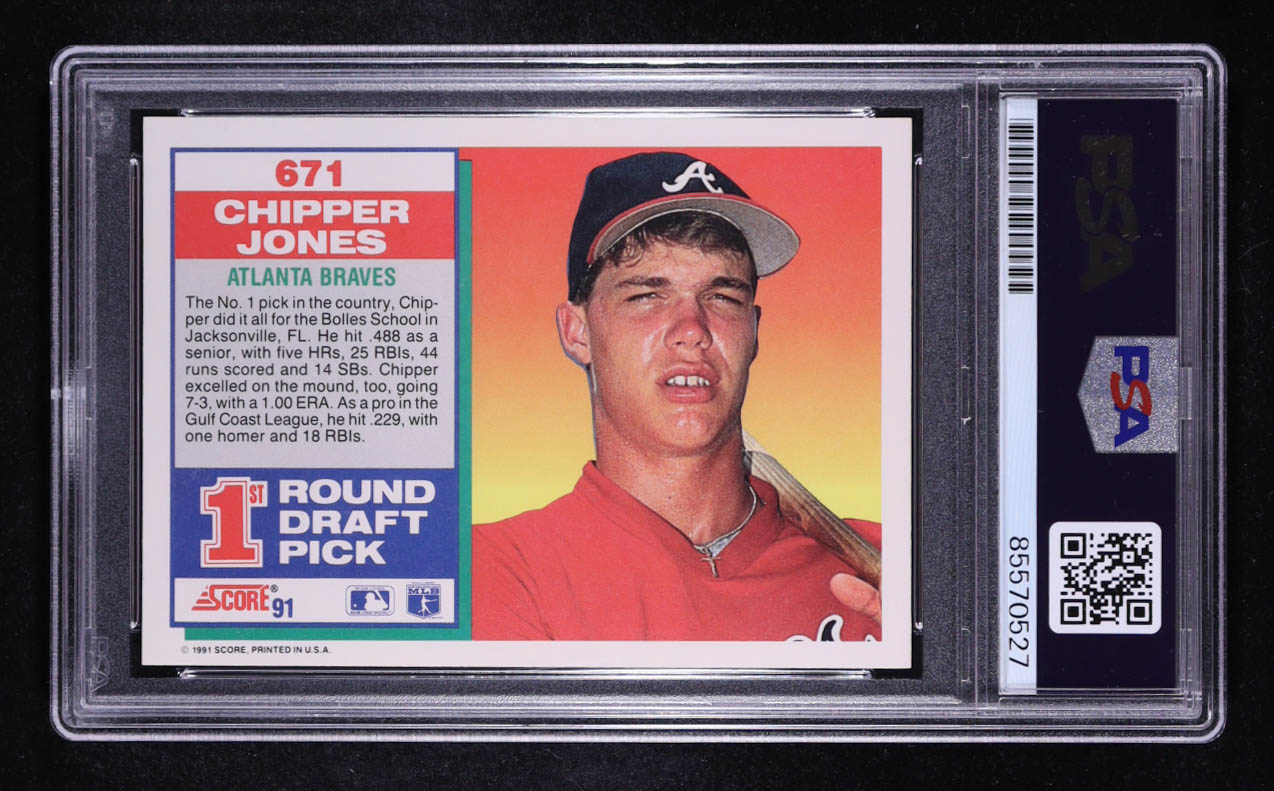 671
CHIPPER
JONES
ATLANTA BRAVES
The No. 1 pick in the country, Chip-
per did it all for the Bolles School in
Jacksonville, FL. He hit .488 as a
senior, with five HRs, 25 RBIs, 44
runs scored and 14 SBs. Chipper
excelled on the mound, too, going
7-3, with a 1.00 ERA. As a pro in the
Gulf Coast League, he hit .229, with
one homer and 18 RBIs.
1ST ROUND
DRAFT
PICK
SCORE® 91
MLB
© 1991 SCORE, PRINTED IN U.S.A.
A
PSA
PSA
85570527
PSA